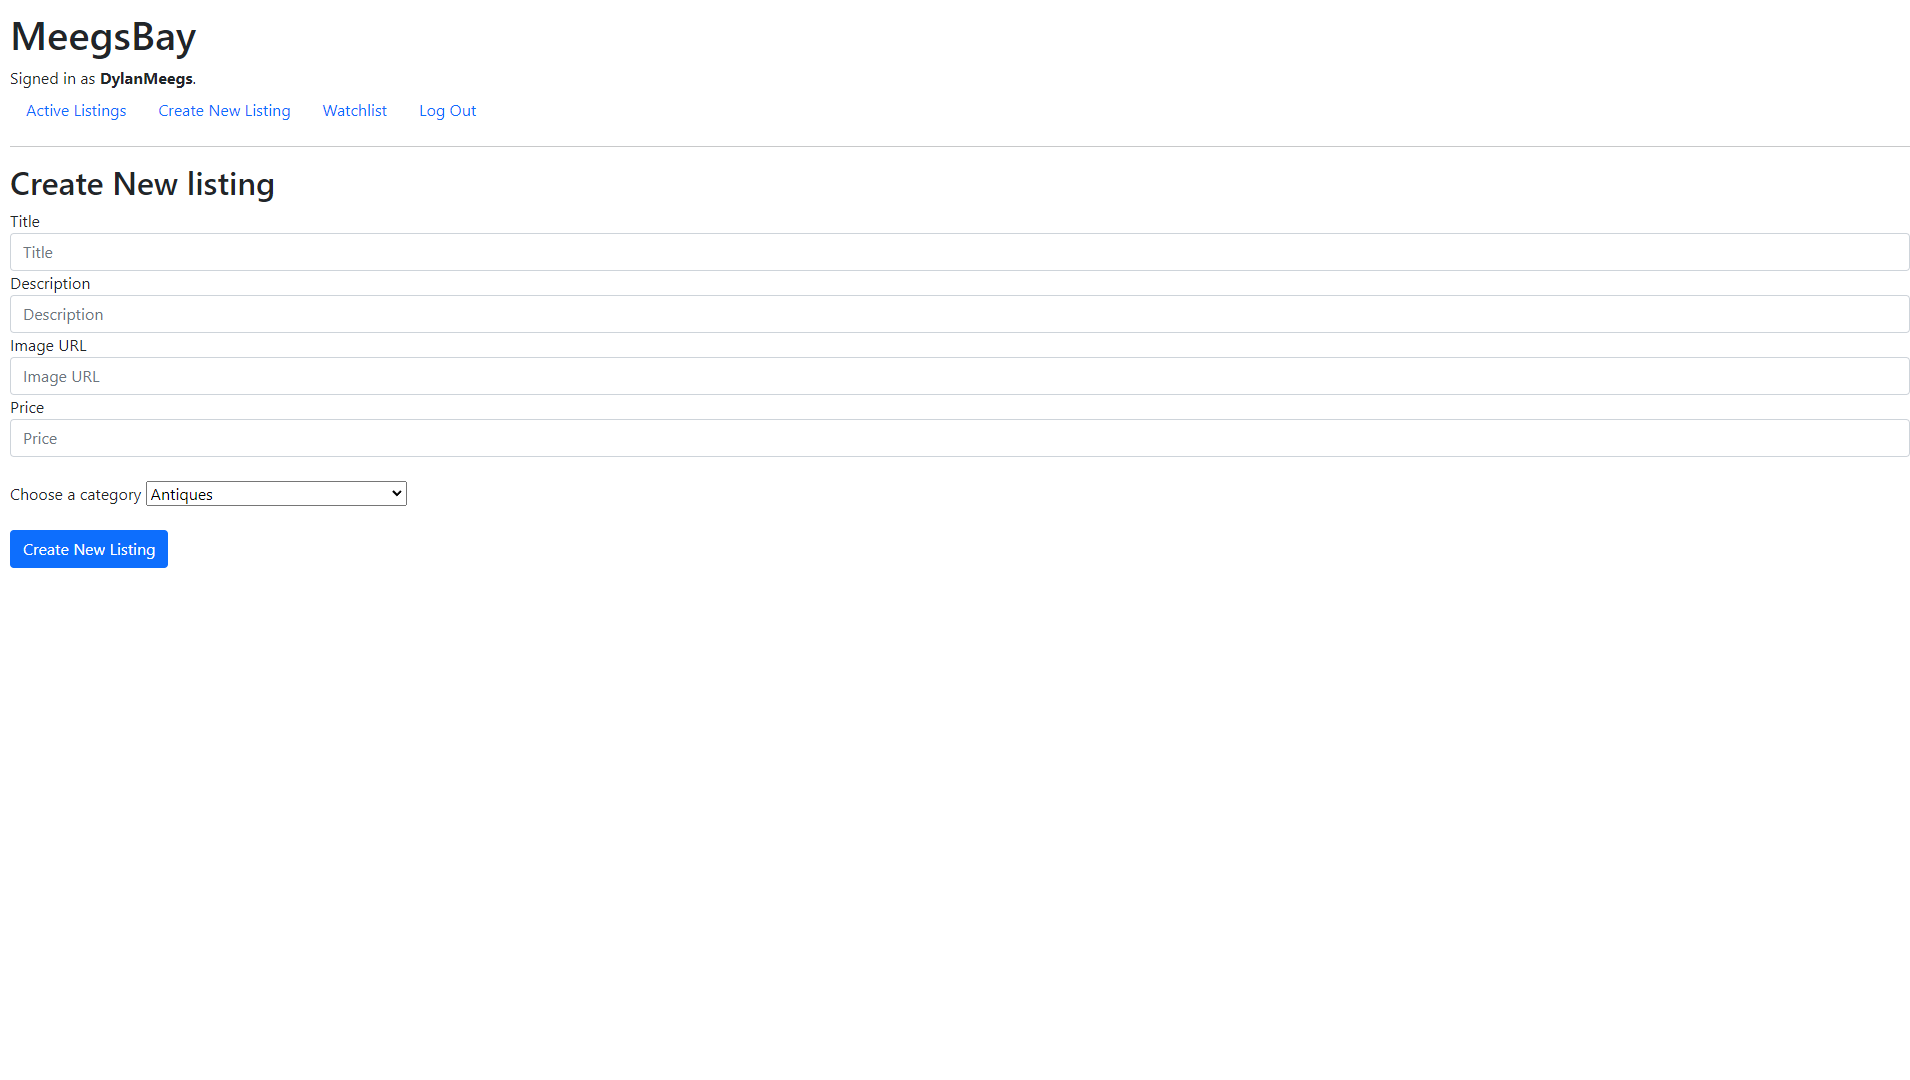 MeegsBay
Signed in as DylanMeegs.
Active Listings Create New Listing Watchlist Log Out
Create New listing
Title
Title
Description
Description
Image URL
Image URL
Price
Price
Choose a category Antiques
Create New Listing